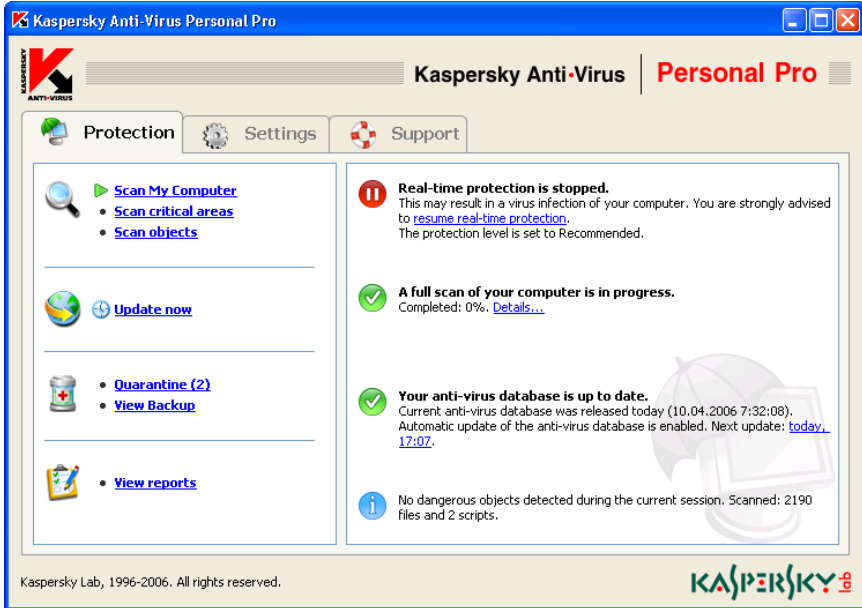 Kaspersky Anti-Virus Personal Pro
KASPERSKY
ANTI-VIRUS
Kaspersky Anti•Virus Personal Pro
Protection Settings Support
Scan My Computer
• Scan critical areas
• Scan objects
Update now
• Quarantine (2)
• View Backup
• View reports
Real-time protection is stopped.
This may result in a virus infection of your computer. You are strongly advised
to resume real-time protection.
The protection level is set to Recommended.
A full scan of your computer is in progress.
Completed: 0%. Details...
Your anti-virus database is up to date.
Current anti-virus database was released today (10.04.2006 7:32:08).
Automatic update of the anti-virus database is enabled. Next update: today,
17:07.
No dangerous objects detected during the current session. Scanned: 2190
files and 2 scripts.
Kaspersky Lab, 1996-2006. All rights reserved.
KASPERSKY lab